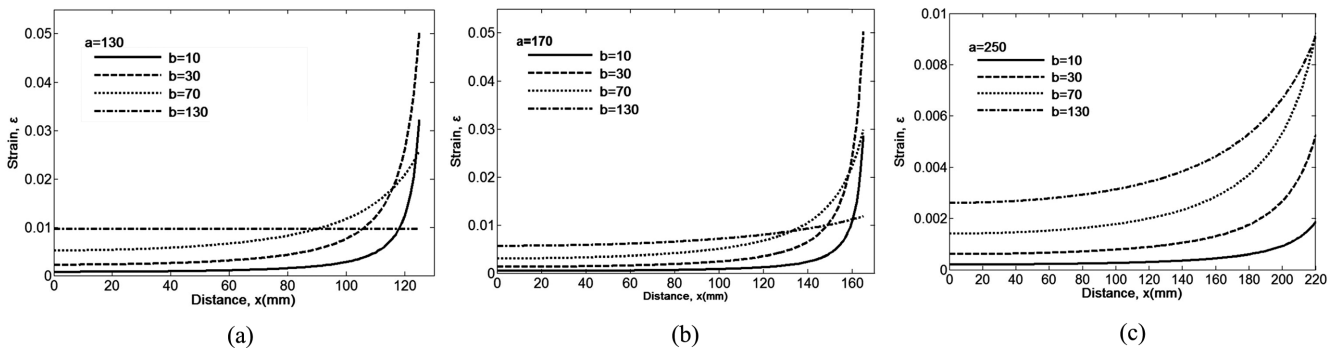 0.05
0.04
0.03
0.02
0.01
0
Strain, ε
a=130
b=10
b=30
b=70
b=130
0 20 40 60 80 100 120
Distance, x(mm)
(a)
0.05
0.04
0.03
0.02
0.01
0
Strain, ε
a=170
b=10
b=30
b=70
b=130
0 20 40 60 80 100 120 140 160
Distance, x(mm)
(b)
0.01
0.008
0.006
0.004
0.002
0
Strain, ε
a=250
b=10
b=30
b=70
b=130
0 20 40 60 80 100 120 140 160 180 200 220
Distance, x(mm)
(c)